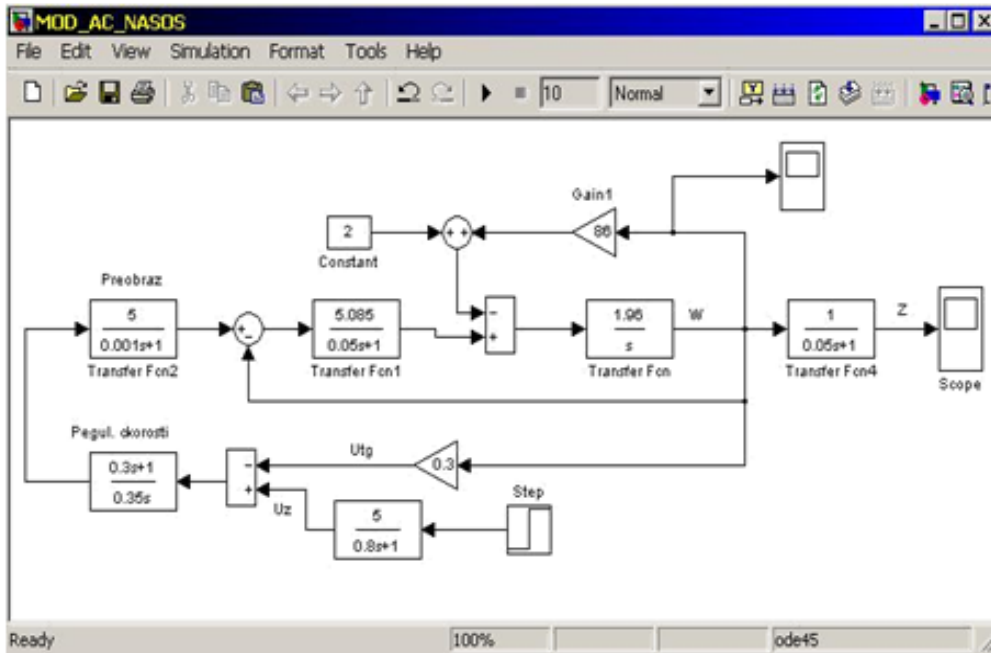 MOD_AC_NASOS
File Edit View Simulation Format Tools Help
10 Normal
Gain1
86
2
Constant
+ +
Preobraz
5
0.001s+1
Transfer Fcn2
+
-
5.085
0.05s+1
Transfer Fcn1
-
+
1.96
s
Transfer Fcn
W
1
0.05s+1
Transfer Fcn4
Z
Scope
Pegul. ckorosti
0.3s+1
0.35s
-
+
Utg
0.3
Uz
5
0.8s+1
Step
Ready 100% ode45